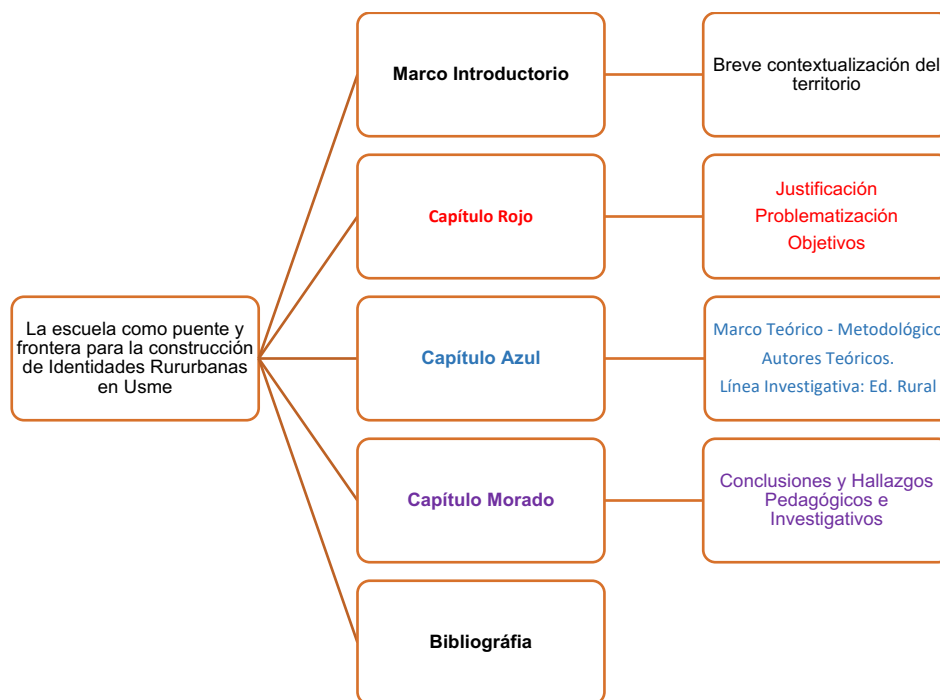 La escuela como puente y
frontera para la construcción
de Identidades Rururbanas
en Usme
Marco Introductorio
Breve contextualización del
territorio
Capítulo Rojo
Justificación
Problematización
Objetivos
Capítulo Azul
Marco Teórico - Metodológico
Autores Teóricos.
Línea Investigativa: Ed. Rural
Capítulo Morado
Conclusiones y Hallazgos
Pedagógicos e
Investigativos
Bibliográfia